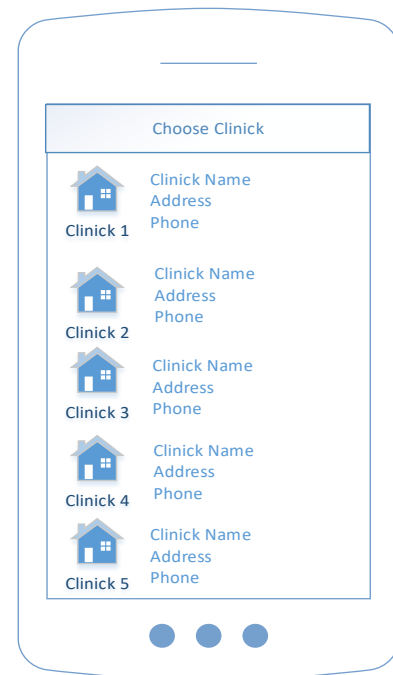 Choose Clinick
Clinick Name
Address
Phone
Clinick 1
Clinick Name
Address
Phone
Clinick 2
Clinick Name
Address
Phone
Clinick 3
Clinick Name
Address
Phone
Clinick 4
Clinick Name
Address
Phone
Clinick 5